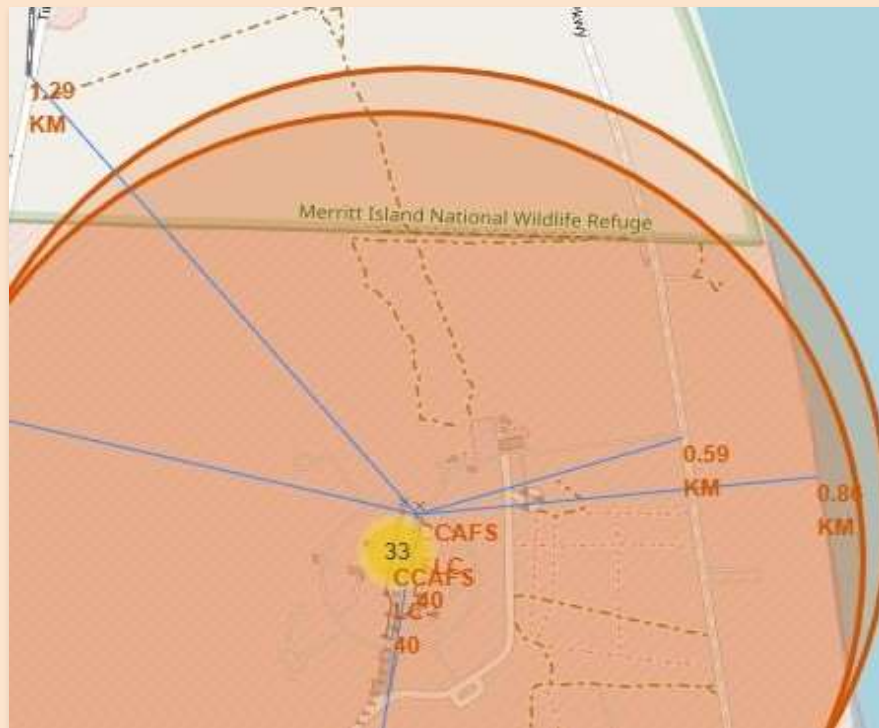 1.29
KM
Merritt Island National Wildlife Refuge
0.59
KM
0.86
KM
33
CAFS
LC
CCAFS
40
LC
40